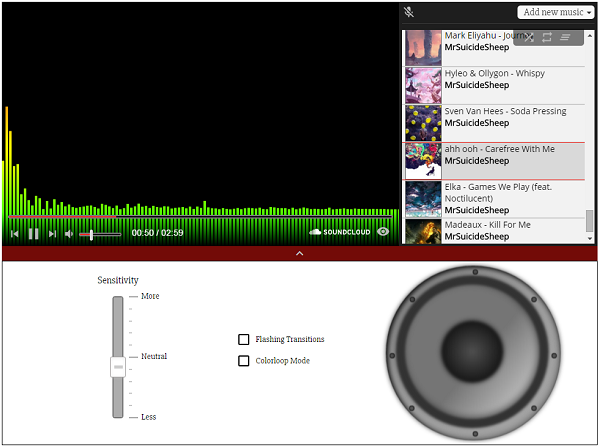 Add new music
Mark Eliyahu - Journey
MrSuicideSheep
Hyleo & Ollygon - Whispy
MrSuicideSheep
Sven Van Hees - Soda Pressing
MrSuicideSheep
ahh ooh - Carefree With Me
MrSuicideSheep
Elka - Games We Play (feat.
Noctilucent)
MrSuicideSheep
Madeaux - Kill For Me
MrSuicideSheep
00:50 / 02:59
SOUNDCLOUD
Sensitivity
More
Neutral
Less
Flashing Transitions
Colorloop Mode